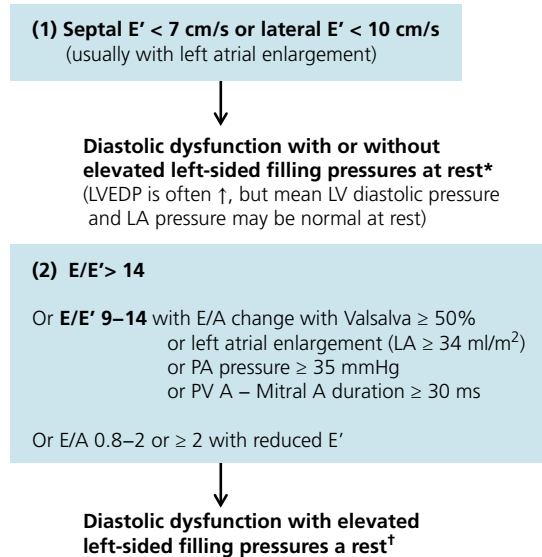 (1) Septal E′ < 7 cm/s or lateral E′ < 10 cm/s
(usually with left atrial enlargement)
Diastolic dysfunction with or without
elevated left-sided filling pressures at rest*
(LVEDP is often ↑, but mean LV diastolic pressure
and LA pressure may be normal at rest)
(2) E/E′> 14
Or E/E′ 9–14 with E/A change with Valsalva ≥ 50%
or left atrial enlargement (LA ≥ 34 ml/m²)
or PA pressure ≥ 35 mmHg
or PV A – Mitral A duration ≥ 30 ms
Or E/A 0.8–2 or ≥ 2 with reduced E′
Diastolic dysfunction with elevated
left-sided filling pressures a rest†